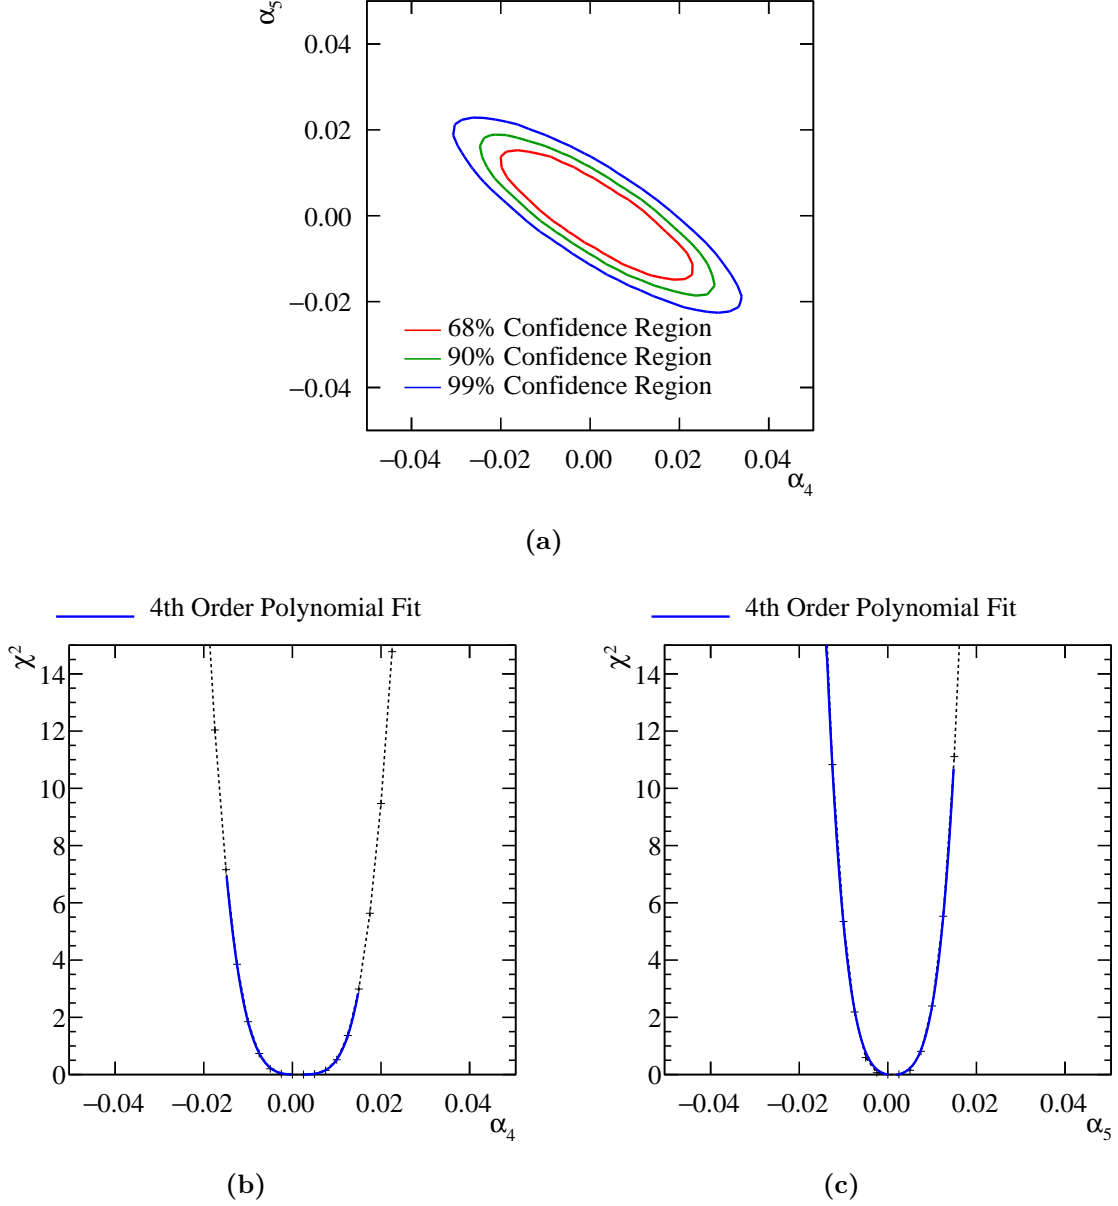 α5
0.04
0.02
0.00
−0.02
−0.04
68% Confidence Region
90% Confidence Region
99% Confidence Region
−0.04 −0.02 0.00 0.02 0.04
α4
(a)
4th Order Polynomial Fit
χ2
14
12
10
8
6
4
2
0
−0.04 −0.02 0.00 0.02 0.04
α4
(b)
4th Order Polynomial Fit
χ2
14
12
10
8
6
4
2
0
−0.04 −0.02 0.00 0.02 0.04
α5
(c)